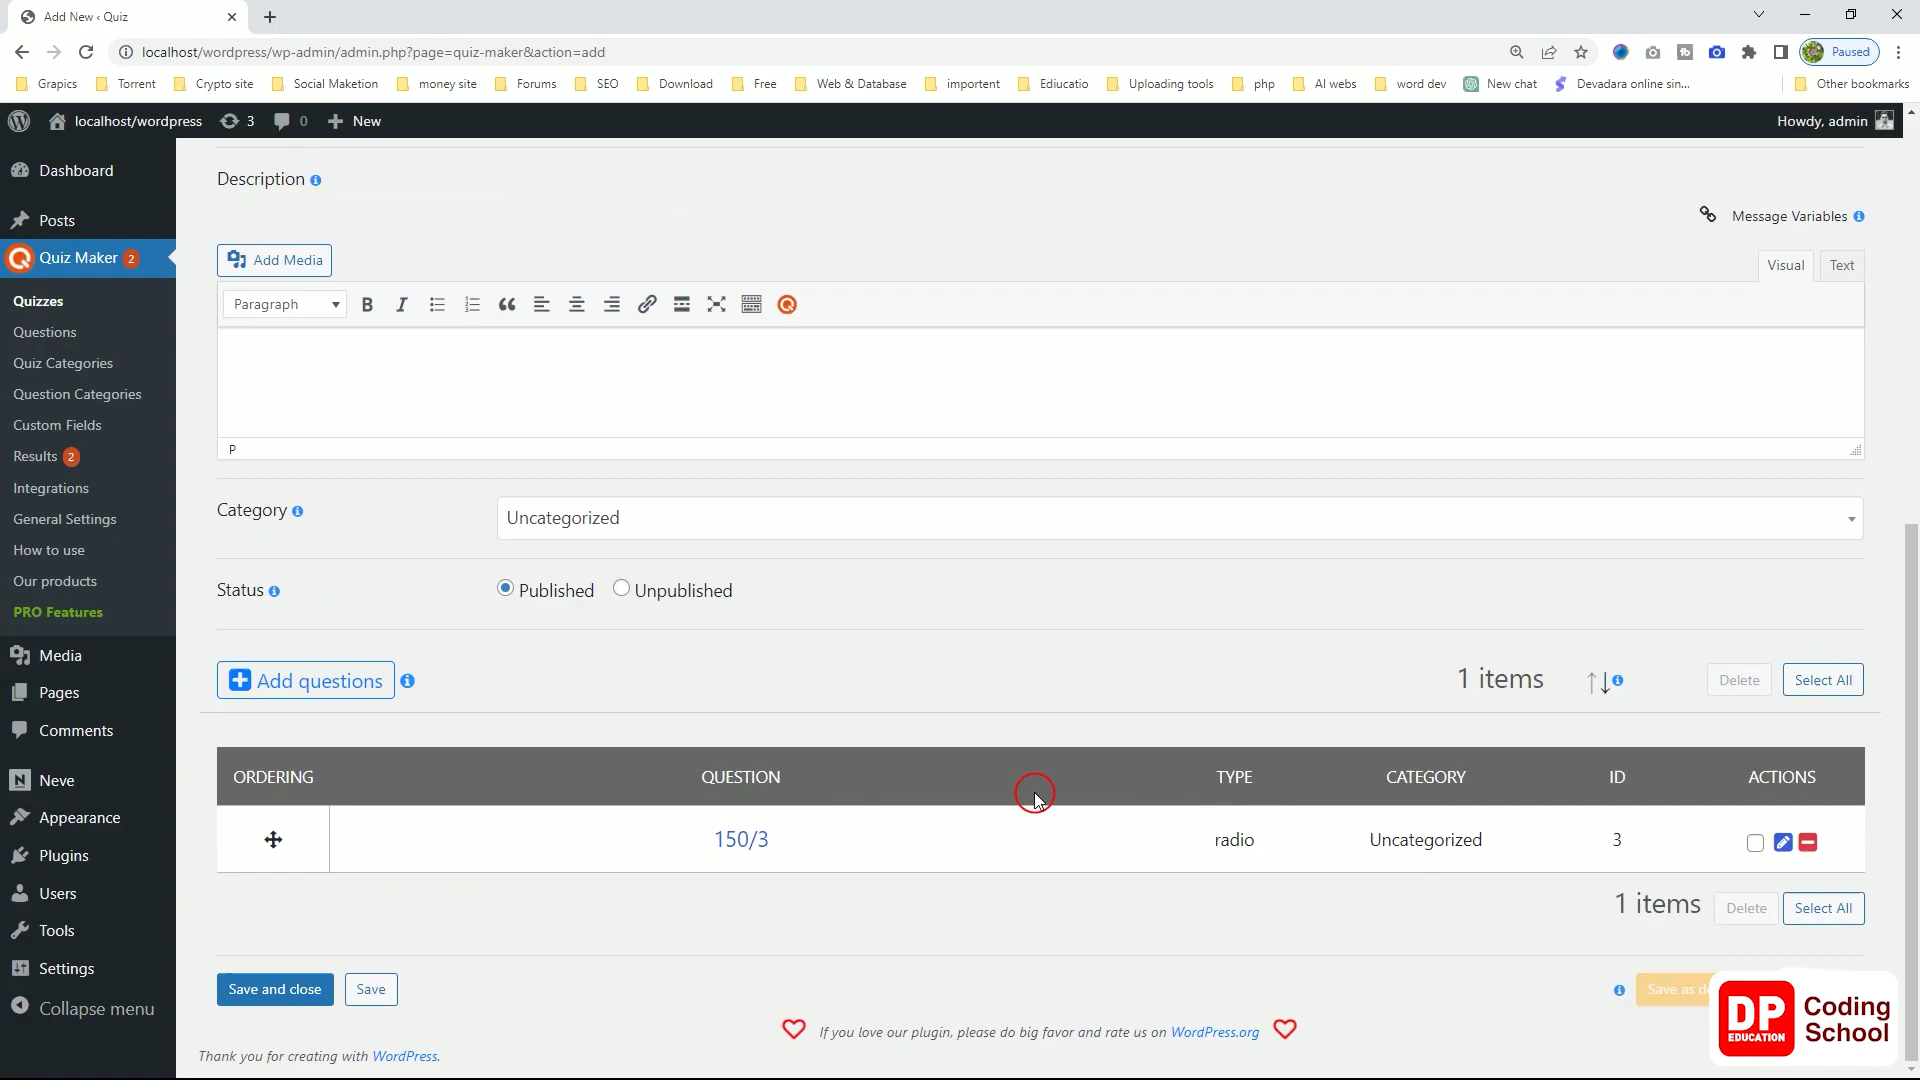 Add New ‹ Quiz
localhost/wordpress/wp-admin/admin.php?page=quiz-maker&action=add
Paused
Grapics
Torrent
Crypto site
Social Maketion
money site
Forums
SEO
Download
Free
Web & Database
importent
Educatio
Uploading tools
php
AI webs
word dev
New chat
Devadara online sin...
Other bookmarks
localhost/wordpress
3
0
New
Howdy, admin
Dashboard
Posts
Quiz Maker 2
Quizzes
Questions
Quiz Categories
Question Categories
Custom Fields
Results 2
Integrations
General Settings
How to use
Our products
PRO Features
Media
Pages
Comments
Neve
Appearance
Plugins
Users
Tools
Settings
Collapse menu
Description
Message Variables
Add Media
Visual
Text
Paragraph
P
Category
Uncategorized
Status
Published
Unpublished
Add questions
1 items
Delete
Select All
ORDERING
QUESTION
TYPE
CATEGORY
ID
ACTIONS
150/3
radio
Uncategorized
3
1 items
Delete
Select All
Save and close
Save
Save as d
If you love our plugin, please do big favor and rate us on WordPress.org
Thank you for creating with WordPress.
DP
EDUCATION
Coding
School